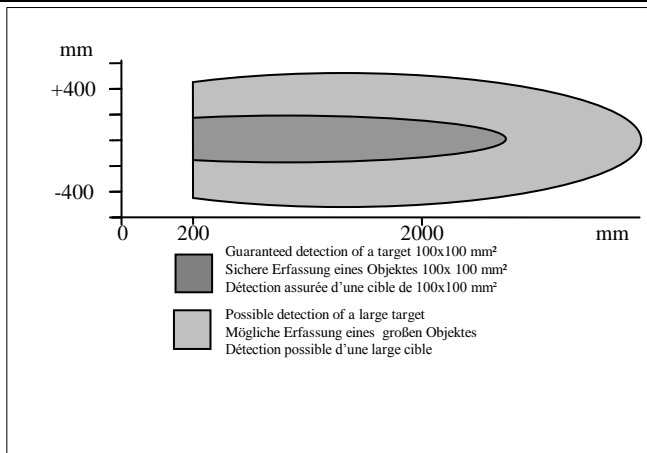 mm
+400
-400
0 200 2000 mm
Guaranteed detection of a target 100x100 mm²
Sichere Erfassung eines Objektes 100x 100 mm²
Détection assurée d’une cible de 100x100 mm²
Possible detection of a large target
Mögliche Erfassung eines großen Objektes
Détection possible d’une large cible